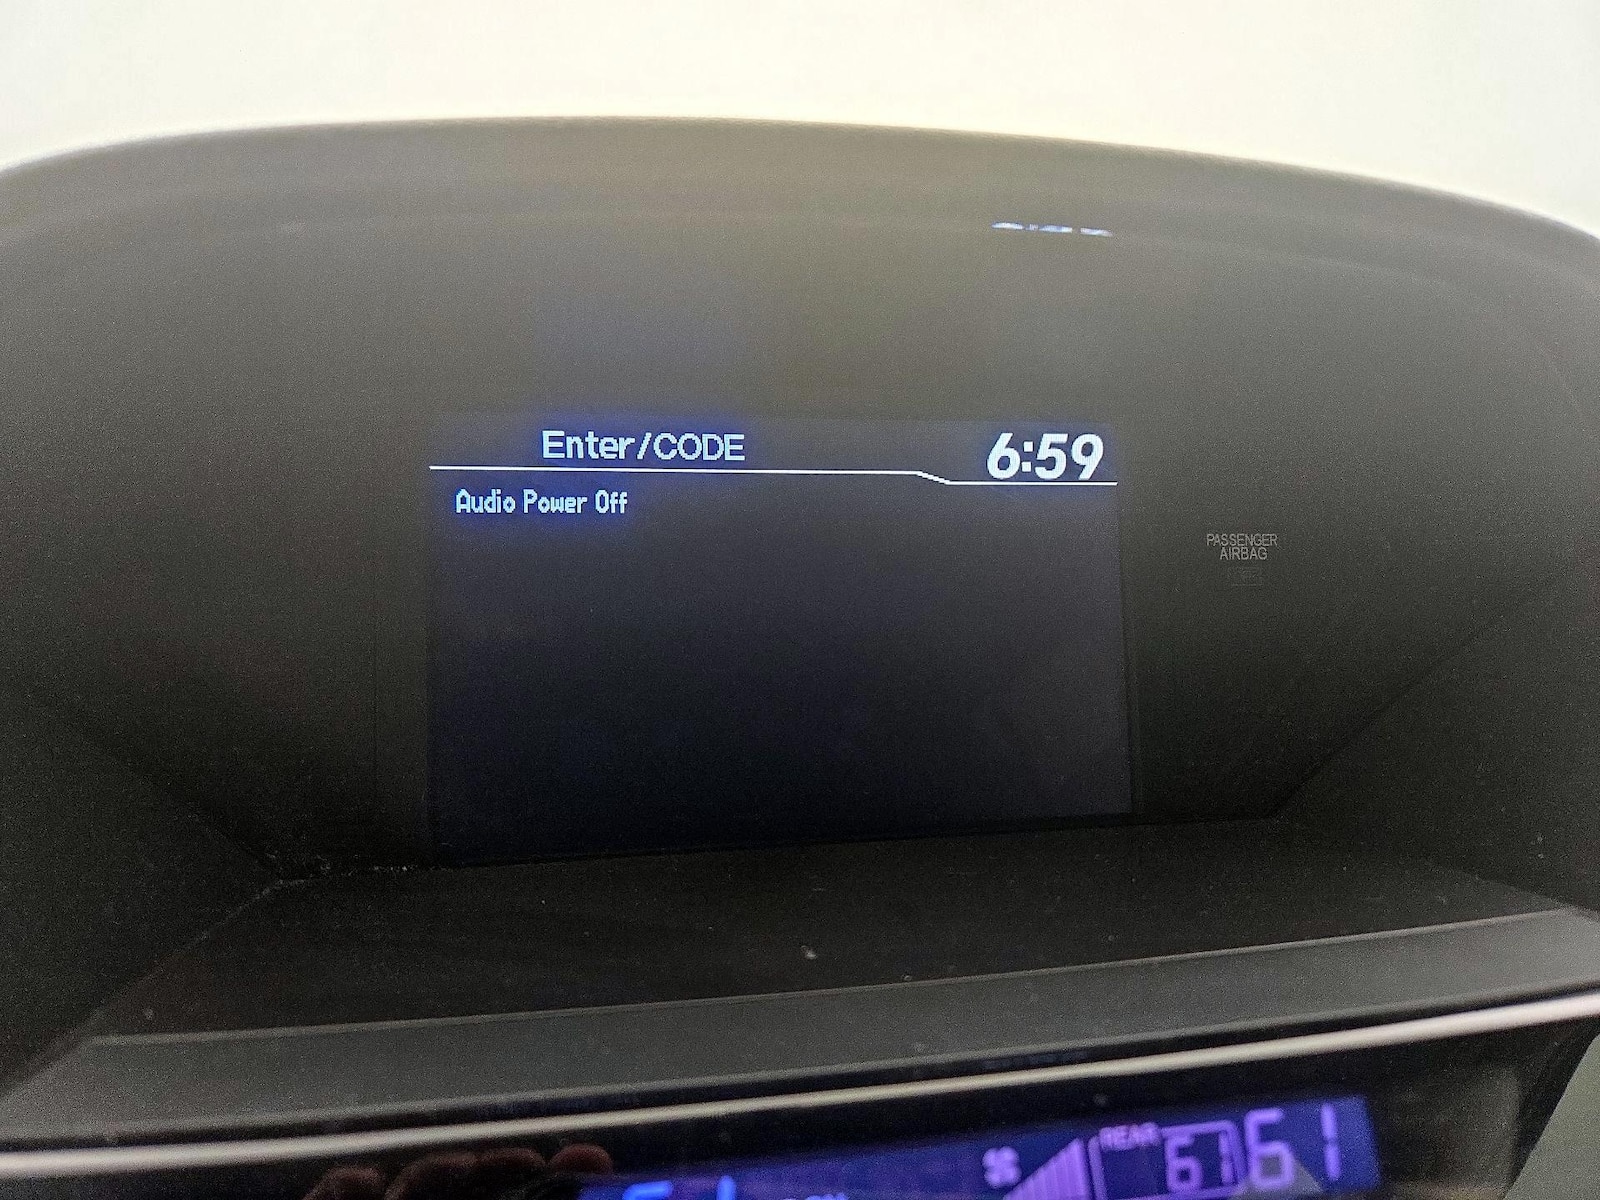 Enter/CODE
6:59
Audio Power Off
PASSENGER
AIRBAG
REAR
61
61